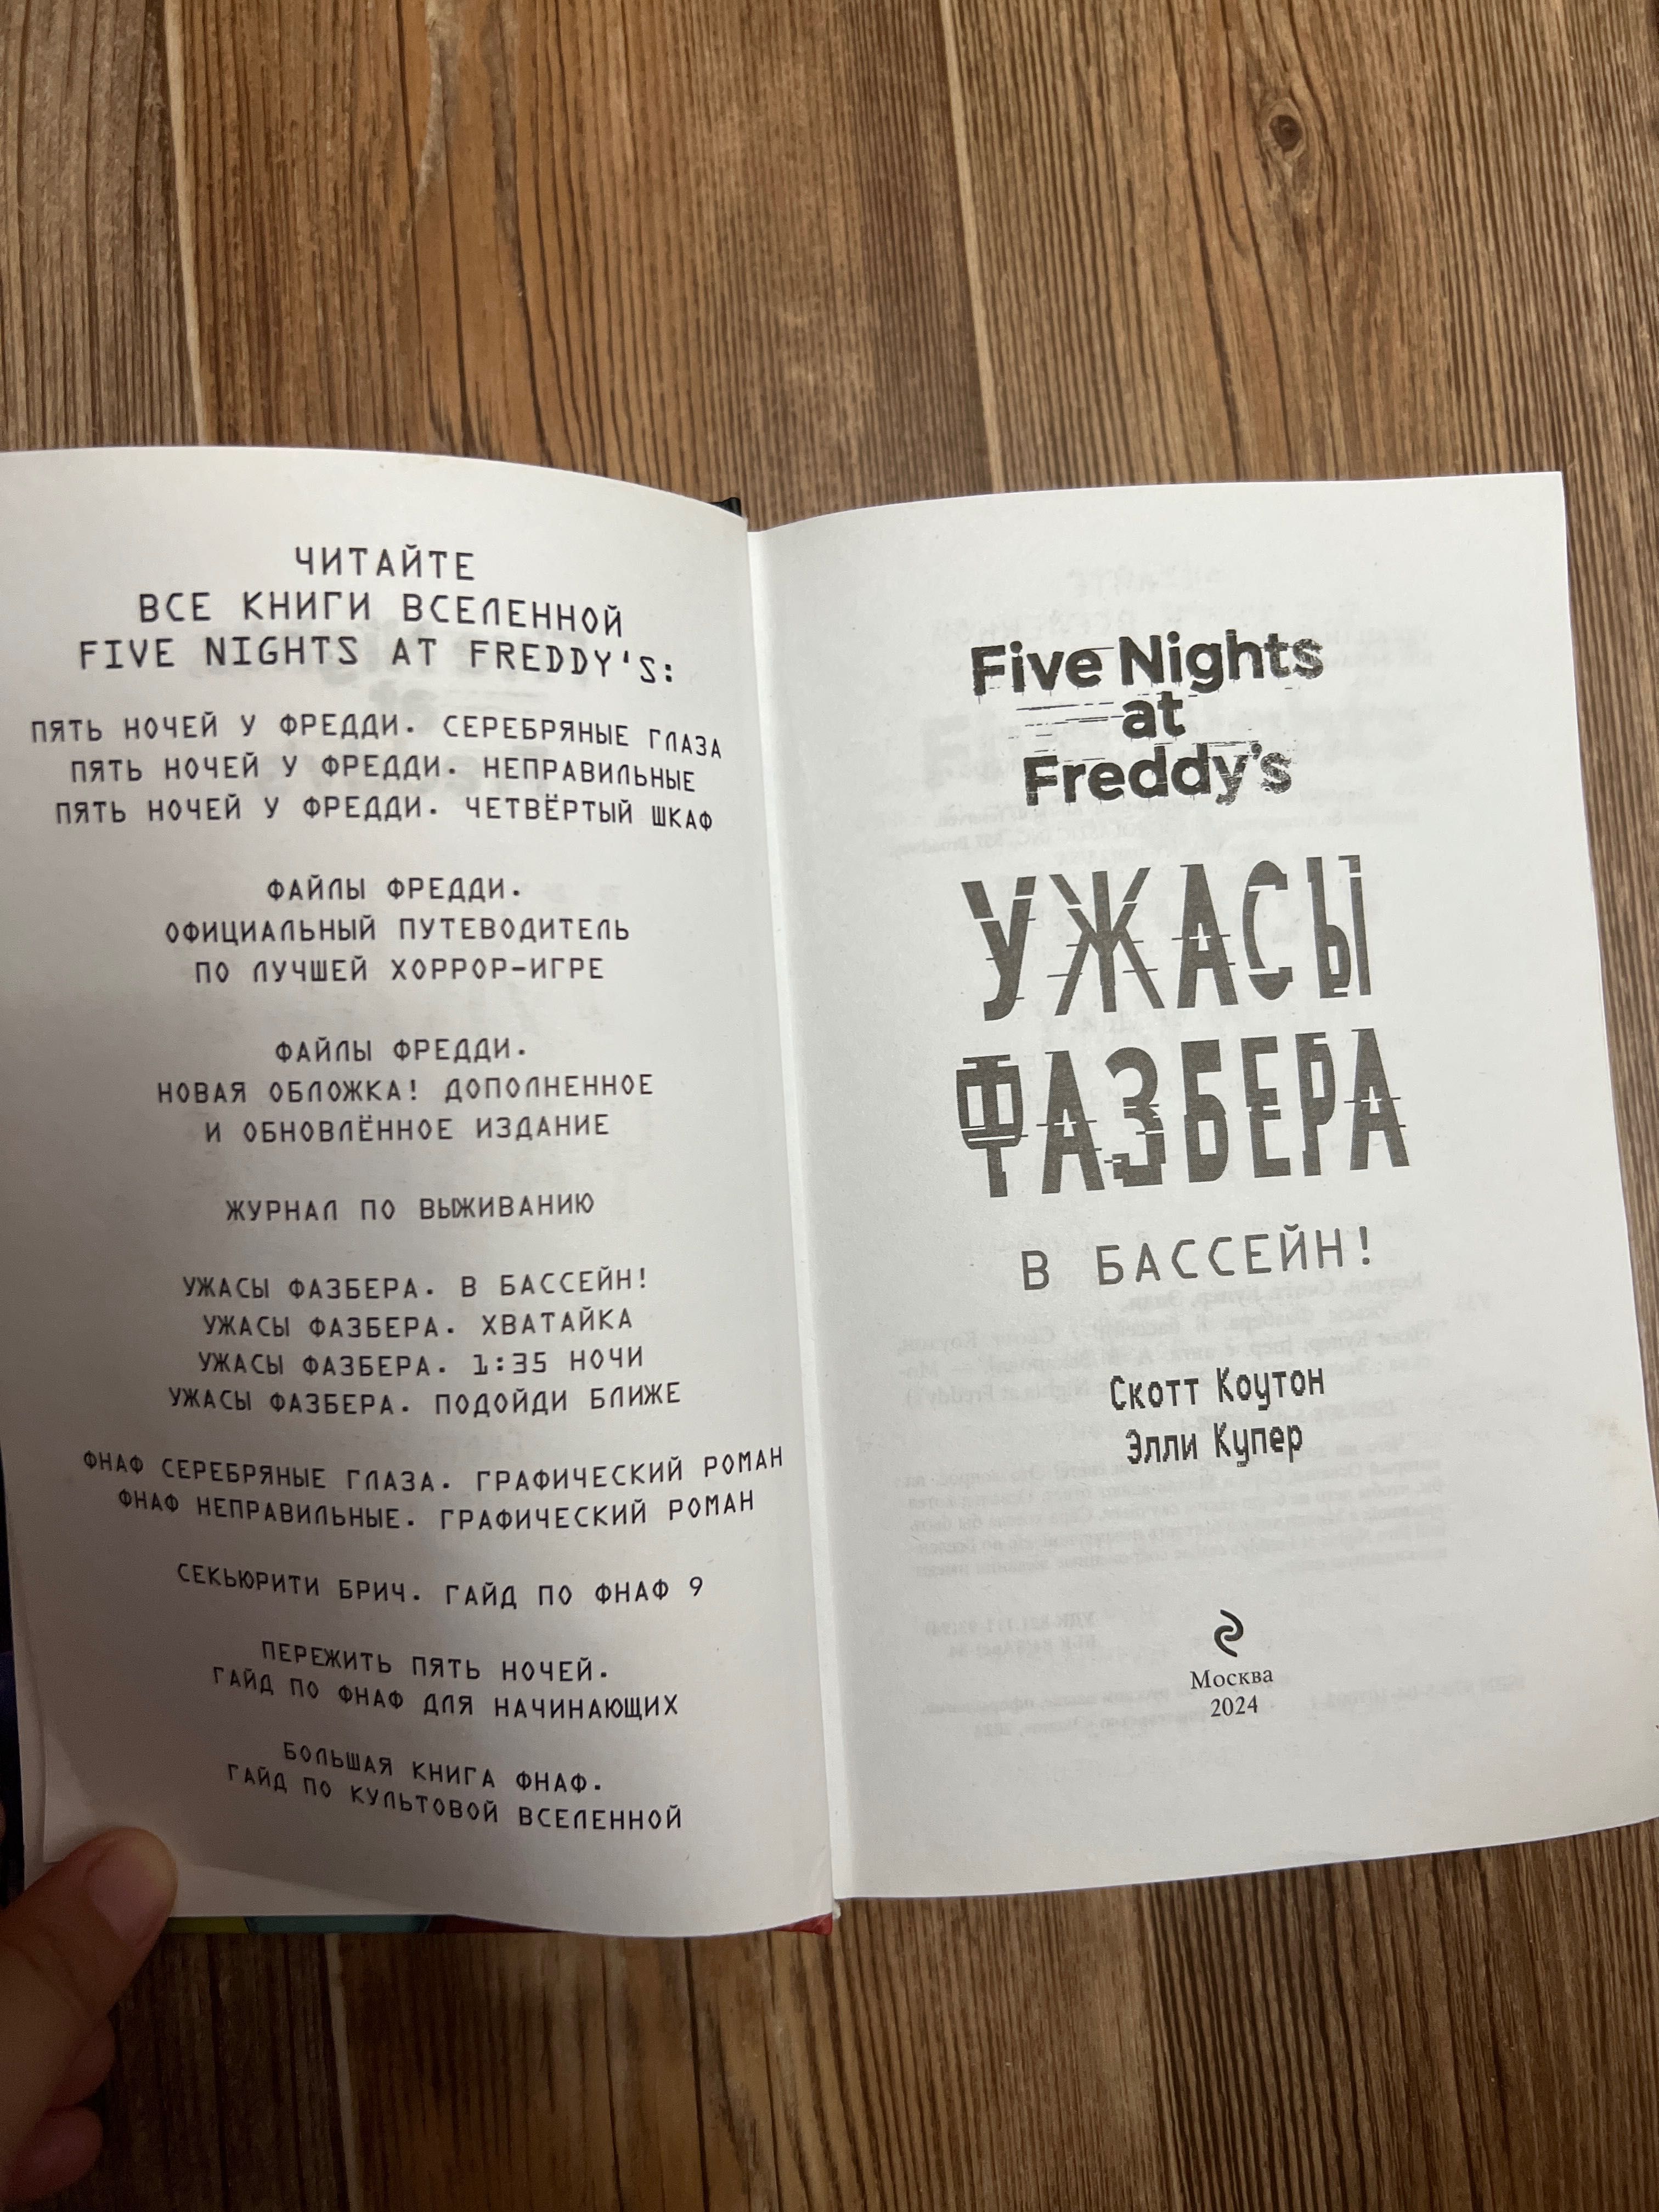 ЧИТАЙТЕ
ВСЕ КНИГИ ВСЕЛЕННОЙ
FIVE NIGHTS AT FREDDY'S:
ПЯТЬ НОЧЕЙ У ФРЕДДИ. СЕРЕБРЯНЫЕ ГЛАЗА
ПЯТЬ НОЧЕЙ У ФРЕДДИ. НЕПРАВИЛЬНЫЕ
ПЯТЬ НОЧЕЙ У ФРЕДДИ. ЧЕТВЁРТЫЙ ШКАФ
ФАЙЛЫ ФРЕДДИ.
ОФИЦИАЛЬНЫЙ ПУТЕВОДИТЕЛЬ
ПО ЛУЧШЕЙ ХОРРОР-ИГРЕ
ФАЙЛЫ ФРЕДДИ.
НОВАЯ ОБЛОЖКА! ДОПОЛНЕННОЕ
И ОБНОВЛЁННОЕ ИЗДАНИЕ
ЖУРНАЛ ПО ВЫЖИВАНИЮ
УЖАСЫ ФАЗБЕРА. В БАССЕЙН!
УЖАСЫ ФАЗБЕРА. ХВАТАЙКА
УЖАСЫ ФАЗБЕРА. 1:35 НОЧИ
УЖАСЫ ФАЗБЕРА. ПОДОЙДИ БЛИЖЕ
ФНАФ СЕРЕБРЯНЫЕ ГЛАЗА. ГРАФИЧЕСКИЙ РОМАН
ФНАФ НЕПРАВИЛЬНЫЕ. ГРАФИЧЕСКИЙ РОМАН
СЕКЬЮРИТИ БРИЧ. ГАЙД ПО ФНАФ 9
ПЕРЕЖИТЬ ПЯТЬ НОЧЕЙ.
ГАЙД ПО ФНАФ ДЛЯ НАЧИНАЮЩИХ
БОЛЬШАЯ КНИГА ФНАФ.
ГАЙД ПО КУЛЬТОВОЙ ВСЕЛЕННОЙ
Five Nights
at
Freddy's
УЖАСЫ
ФАЗБЕРА
В БАССЕЙН!
Скотт Коутон
Элли Купер
Москва
2024